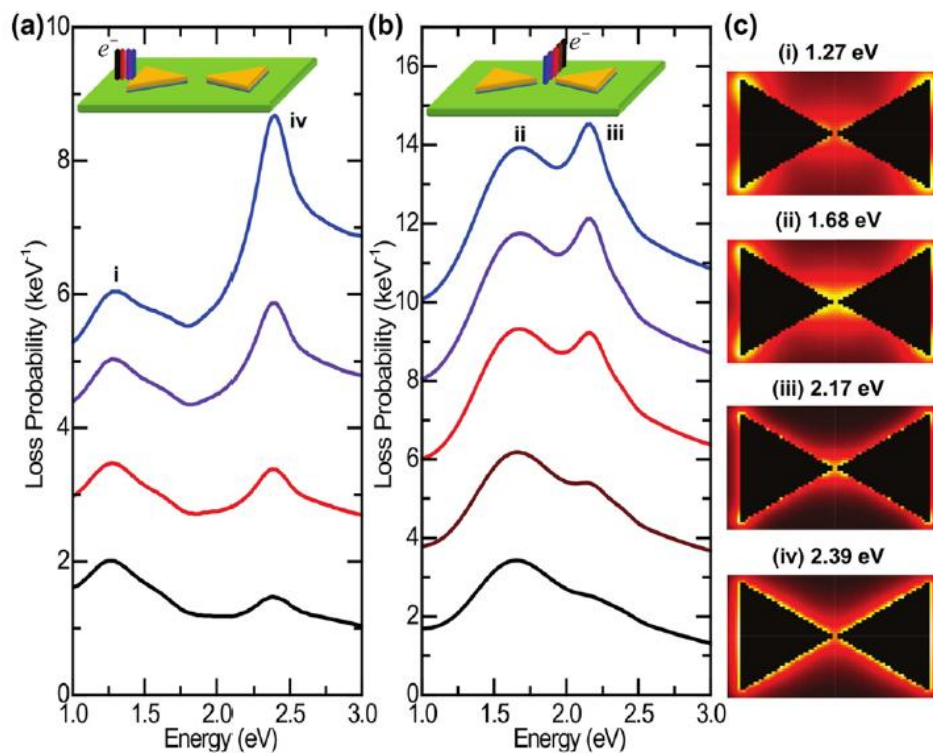 (a)
10
8
6
4
2
0
Loss Probability (keV⁻¹)
e⁻
i
iv
1.0 1.5 2.0 2.5 3.0
Energy (eV)
(b)
16
14
12
10
8
6
4
2
0
Loss Probability (keV⁻¹)
e⁻
ii
iii
1.0 1.5 2.0 2.5 3.0
Energy (eV)
(c)
(i) 1.27 eV
(ii) 1.68 eV
(iii) 2.17 eV
(iv) 2.39 eV